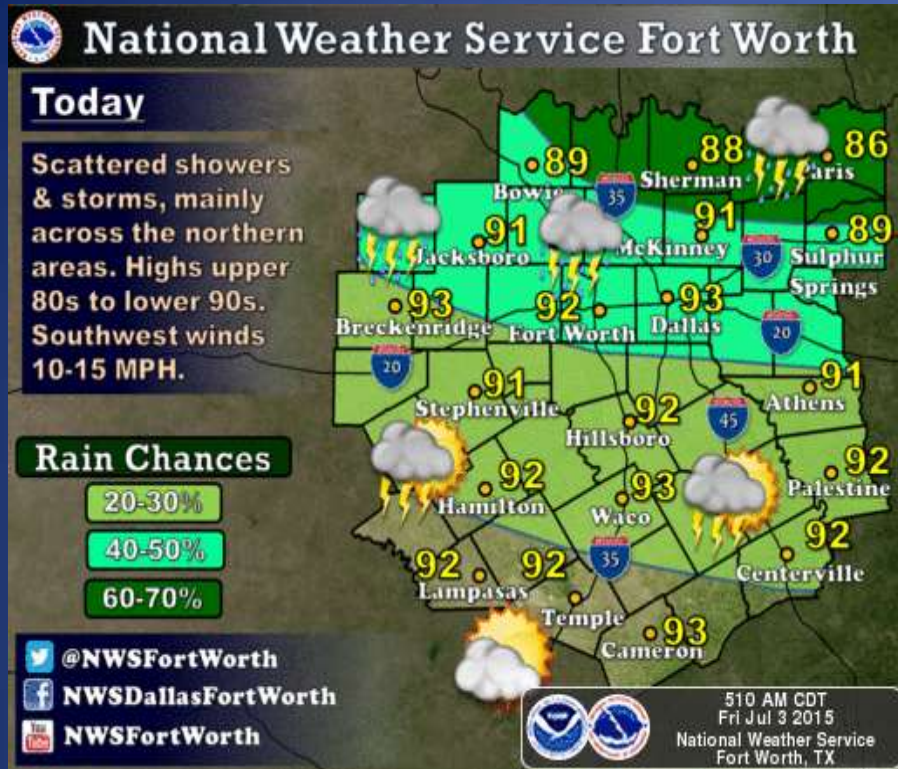 National Weather Service Fort Worth
Today
Scattered showers
& storms, mainly
across the northern
areas. Highs upper
80s to lower 90s.
Southwest winds
10-15 MPH.
Rain Chances
20-30%
40-50%
60-70%
89
Bowie
88
Sherman
86
Paris
35
91
Jacksboro
91
McKinney
30
89
Sulphur
Springs
93
Breckenridge
92
Fort Worth
93
Dallas
20
20
91
Stephenville
92
Hillsboro
45
91
Athens
92
Hamilton
93
Waco
92
Palestine
35
92
Centerville
92
Lampasas
92
Temple
93
Cameron
@NWSFortWorth
NWSDallasFortWorth
You
Tube
NWSFortWorth
510 AM CDT
Fri Jul 3 2015
National Weather Service
Fort Worth, TX